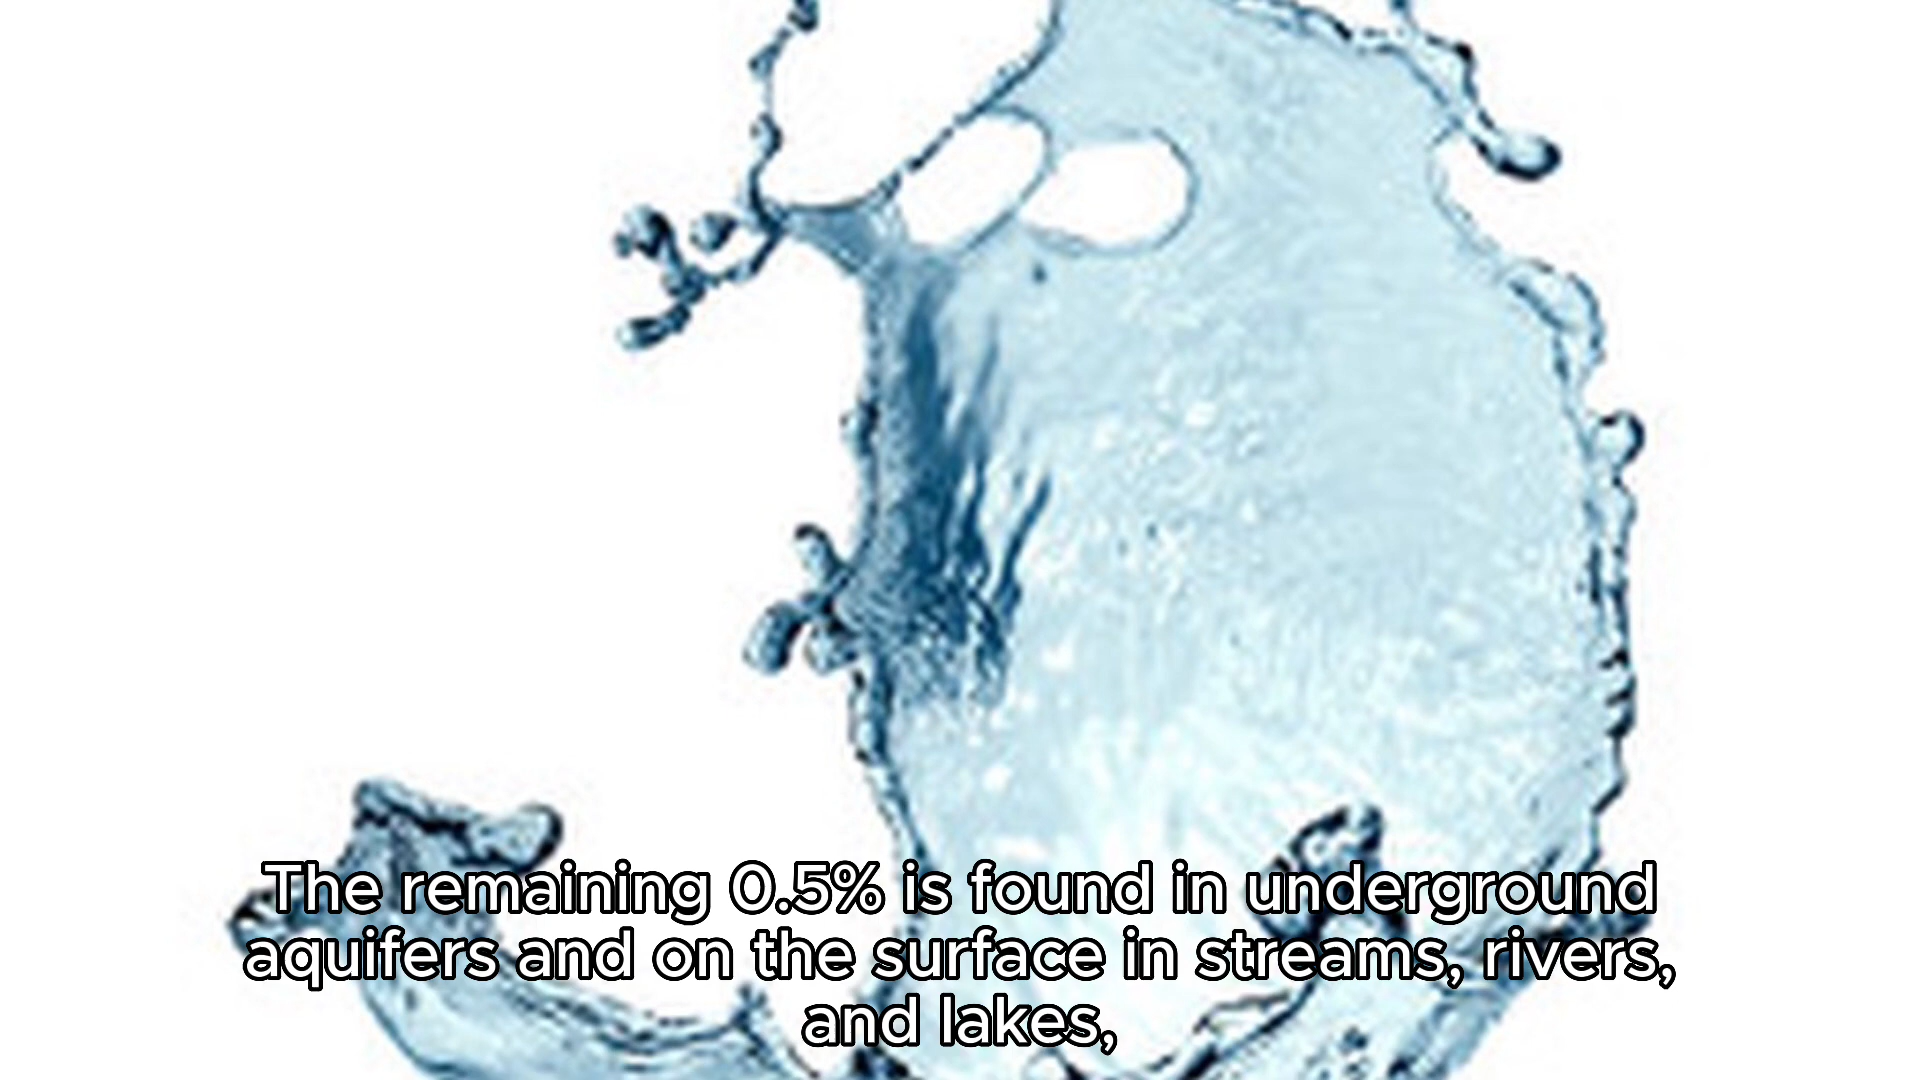 The remaining 0.5% is found in underground
aquifers and on the surface in streams, rivers,
and lakes,